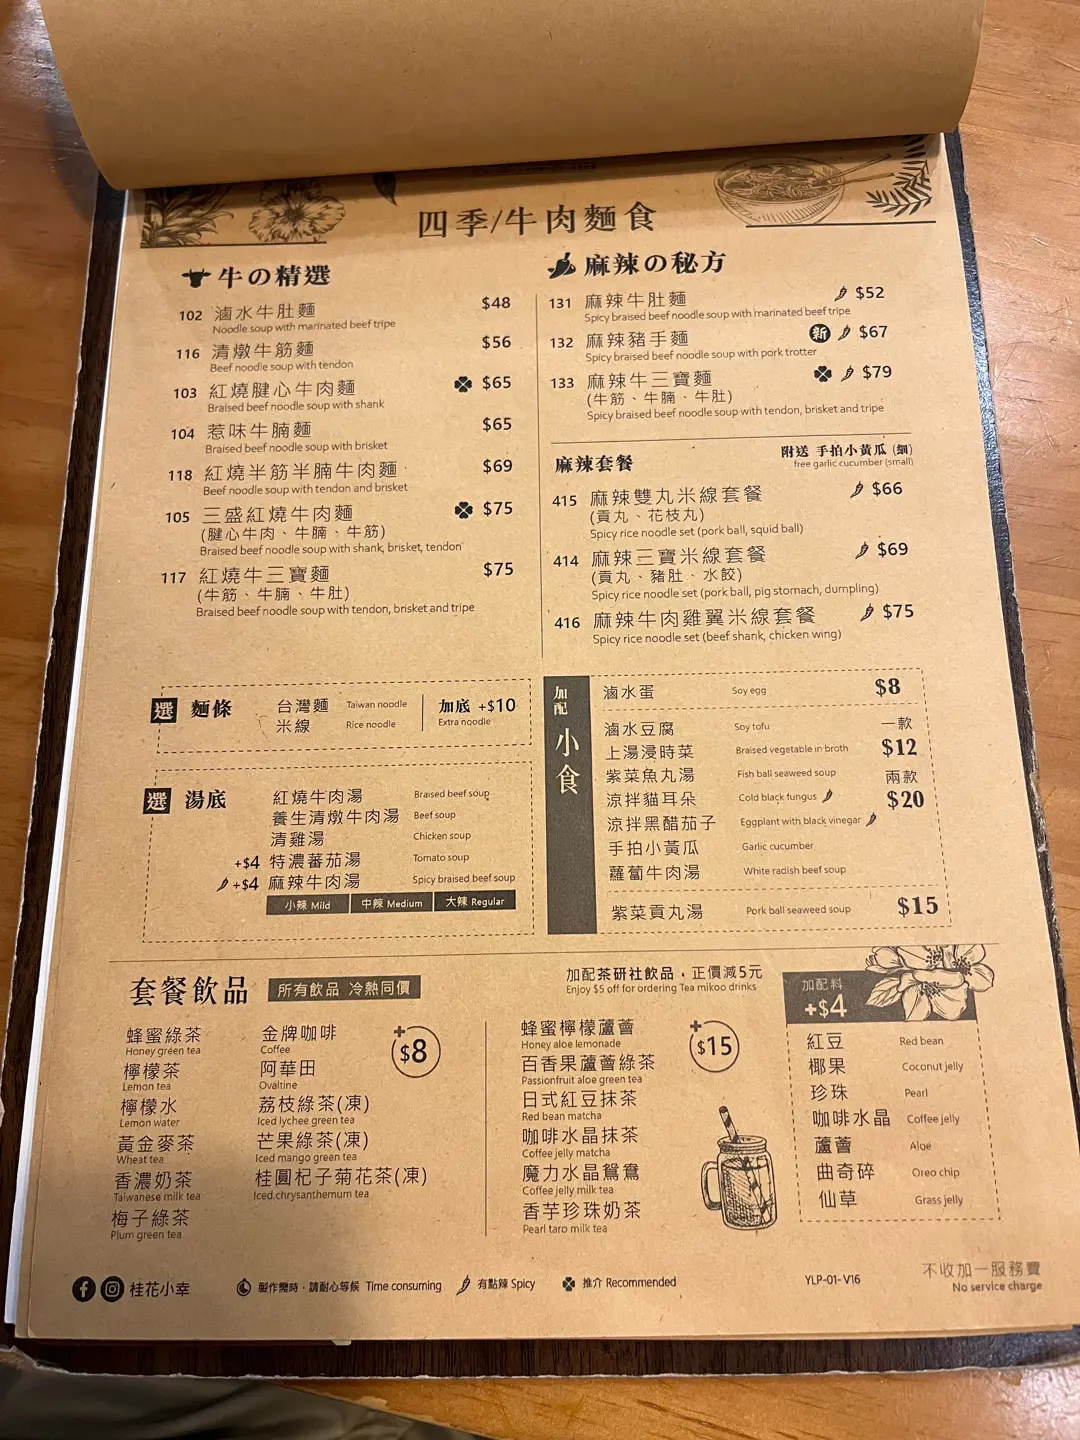 四季/牛肉麵食
牛の精選
102 滷水牛肚麵 $48
Noodle soup with marinated beef tripe
116 清燉牛筋麵 $56
Beef noodle soup with tendon
103 紅燒腱心牛肉麵 $65
Braised beef noodle soup with shank
104 惹味牛腩麵 $65
Braised beef noodle soup with brisket
118 紅燒半筋半腩牛肉麵 $69
Beef noodle soup with tendon and brisket
105 三盛紅燒牛肉麵 $75
(腱心牛肉、牛腩、牛筋)
Braised beef noodle soup with shank, brisket, tendon
117 紅燒牛三寶麵 $75
(牛筋、牛腩、牛肚)
Braised beef noodle soup with tendon, brisket and tripe
麻辣の秘方
131 麻辣牛肚麵 $52
Spicy braised beef noodle soup with marinated beef tripe
132 麻辣豬手麵 新 $67
Spicy braised beef noodle soup with pork trotter
133 麻辣牛三寶麵 $79
(牛筋、牛腩、牛肚)
Spicy braised beef noodle soup with tendon, brisket and tripe
麻辣套餐 附送 手拍小黃瓜 (細)
free garlic cucumber (small)
415 麻辣雙丸米線套餐 $66
(貢丸、花枝丸)
Spicy rice noodle set (pork ball, squid ball)
414 麻辣三寶米線套餐 $69
(貢丸、豬肚、水餃)
Spicy rice noodle set (pork ball, pig stomach, dumpling)
416 麻辣牛肉雞翼米線套餐 $75
Spicy rice noodle set (beef shank, chicken wing)
選 麵條
台灣麵 Taiwan noodle
米線 Rice noodle
加底 +$10
Extra noodle
選 湯底
紅燒牛肉湯 Braised beef soup
養生清燉牛肉湯 Beef soup
清雞湯 Chicken soup
+$4 特濃蕃茄湯 Tomato soup
+$4 麻辣牛肉湯 Spicy braised beef soup
小辣 Mild 中辣 Medium 大辣 Regular
加配 小食
滷水蛋 Soy egg $8
滷水豆腐 Soy tofu 一款
上湯浸時菜 Braised vegetable in broth $12
紫菜魚丸湯 Fish ball seaweed soup 兩款
涼拌貓耳朵 Cold black fungus $20
涼拌黑醋茄子 Eggplant with black vinegar
手拍小黃瓜 Garlic cucumber
蘿蔔牛肉湯 White radish beef soup
紫菜貢丸湯 Pork ball seaweed soup $15
套餐飲品 所有飲品 冷熱同價
蜂蜜綠茶
Honey green tea
檸檬茶
Lemon tea
檸檬水
Lemon water
黃金麥茶
Wheat tea
香濃奶茶
Taiwanese milk tea
梅子綠茶
Plum green tea
金牌咖啡
Coffee
阿華田
Ovaltine
荔枝綠茶(凍)
Iced lychee green tea
芒果綠茶(凍)
Iced mango green tea
桂圓杞子菊花茶(凍)
Iced chrysanthemum tea
+$8
加配茶研社飲品，正價減5元
Enjoy $5 off for ordering Tea mikoo drinks
蜂蜜檸檬蘆薈
Honey aloe lemonade
百香果蘆薈綠茶
Passionfruit aloe green tea
日式紅豆抹茶
Red bean matcha
咖啡水晶抹茶
Coffee jelly matcha
魔力水晶鴛鴦
Coffee jelly milk tea
香芋珍珠奶茶
Pearl taro milk tea
+$15
加配料
+$4
紅豆 Red bean
椰果 Coconut jelly
珍珠 Pearl
咖啡水晶 Coffee jelly
蘆薈 Aloe
曲奇碎 Oreo chip
仙草 Grass jelly
桂花小幸 製作需時，請耐心等候 Time consuming 有點辣 Spicy 推介 Recommended YLP-01-V16 不收加一服務費
No service charge